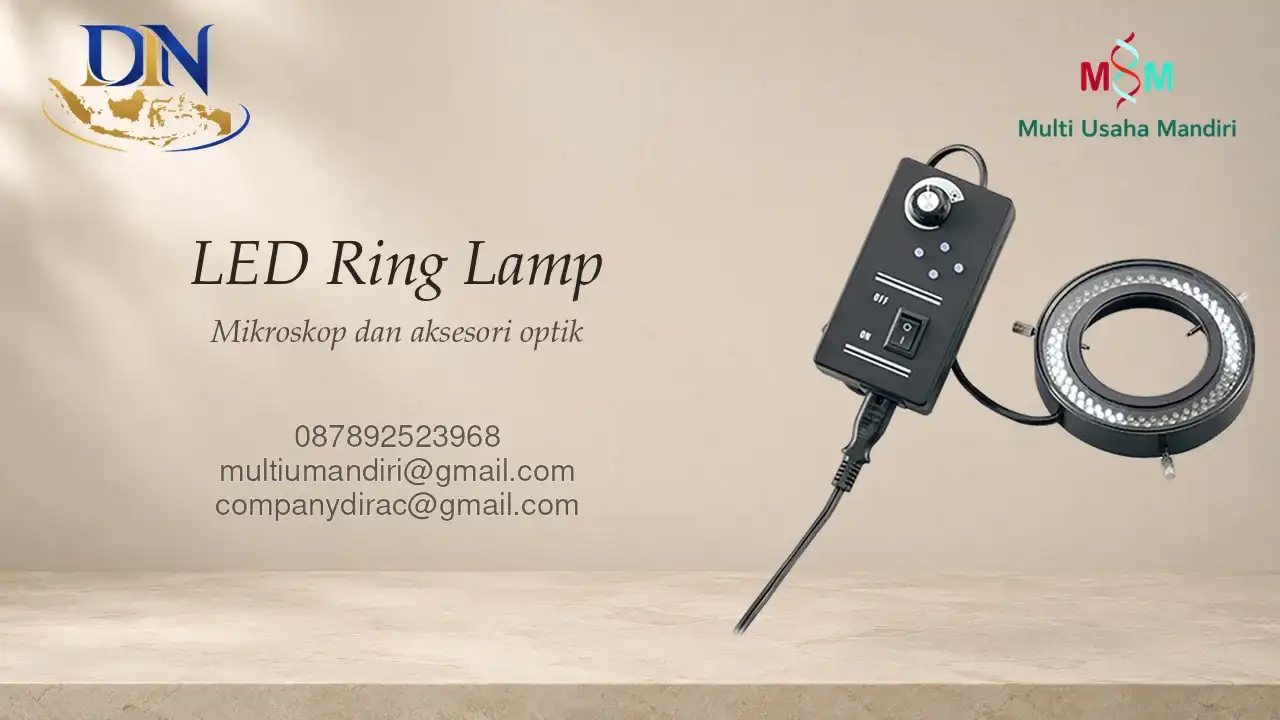 DIN
M M
Multi Usaha Mandiri
LED Ring Lamp
Mikroskop dan aksesori optik
OFF
ON
087892523968
multiumandiri@gmail.com
companydirac@gmail.com